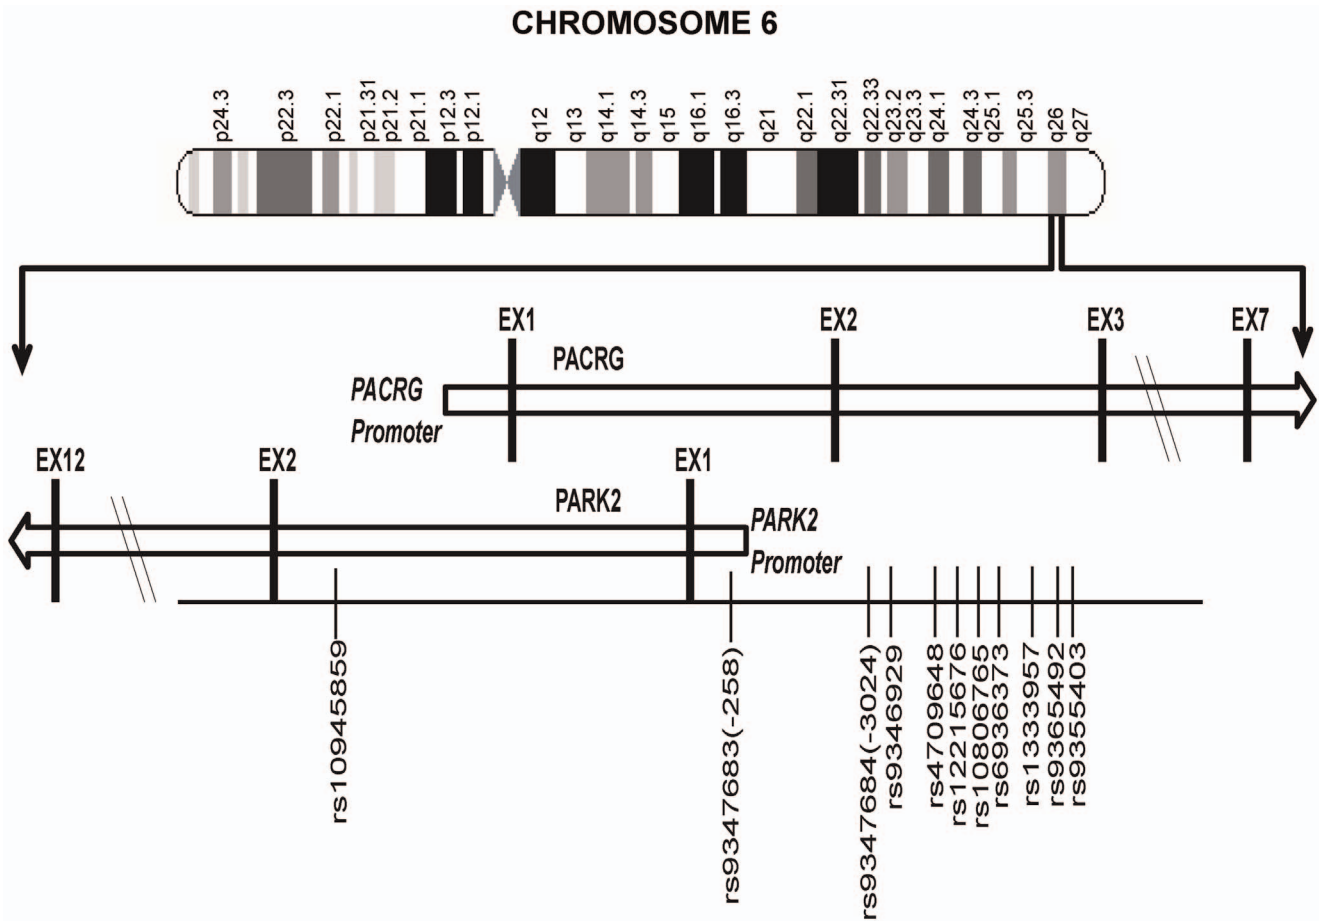 CHROMOSOME 6
p24.3
p22.3
p22.1
p21.31
p21.2
p21.1
p12.3
p12.1
q12
q13
q14.1
q14.3
q15
q16.1
q16.3
q21
q22.1
q22.31
q22.33
q23.2
q23.3
q24.1
q24.3
q25.1
q25.3
q26
q27
EX1
EX2
EX3
EX7
PACRG
PACRG
Promoter
EX12
EX2
EX1
PARK2
PARK2
Promoter
rs10945859
rs9347683(-258)
rs9347684(-3024)
rs9346929
rs4709648
rs12215676
rs10806765
rs6936373
rs1333957
rs9365492
rs9355403